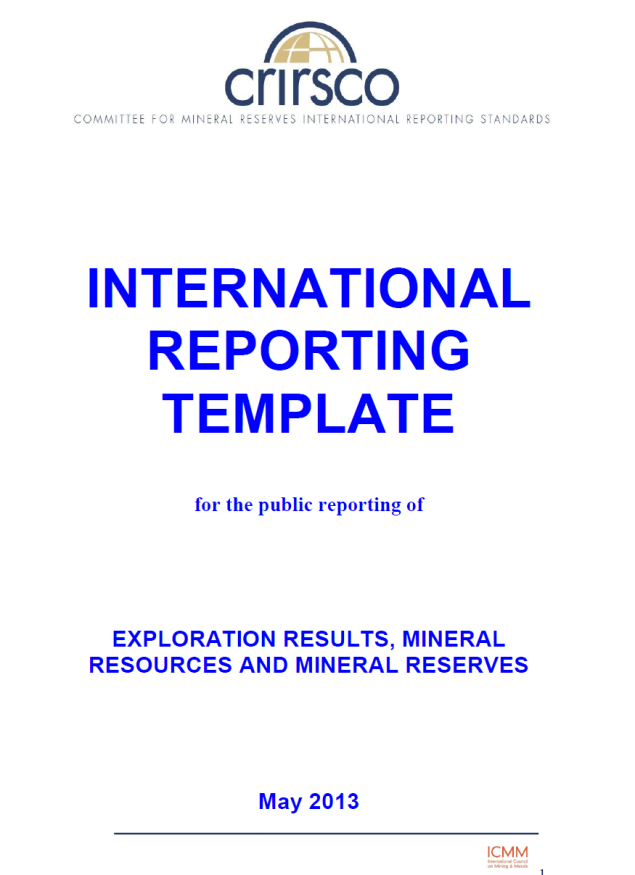 crirsco
COMMITTEE FOR MINERAL RESERVES INTERNATIONAL REPORTING STANDARDS
INTERNATIONAL
REPORTING
TEMPLATE
for the public reporting of
EXPLORATION RESULTS, MINERAL
RESOURCES AND MINERAL RESERVES
May 2013
ICMM
International Council
on Mining & Metals
1